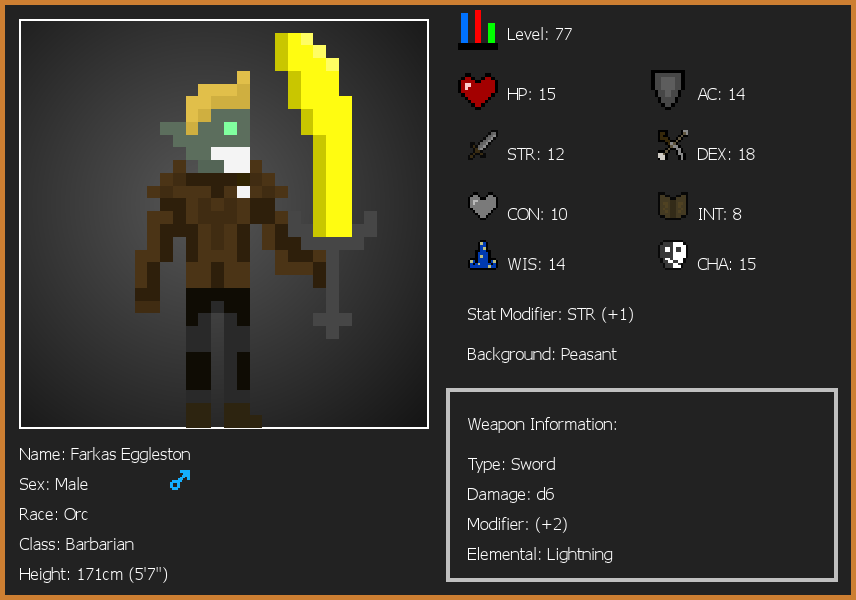 Level: 77
HP: 15
AC: 14
STR: 12
DEX: 18
CON: 10
INT: 8
WIS: 14
CHA: 15
Stat Modifier: STR (+1)
Background: Peasant
Weapon Information:
Type: Sword
Damage: d6
Modifier: (+2)
Elemental: Lightning
Name: Farkas Eggleston
Sex: Male
Race: Orc
Class: Barbarian
Height: 171cm (5'7")